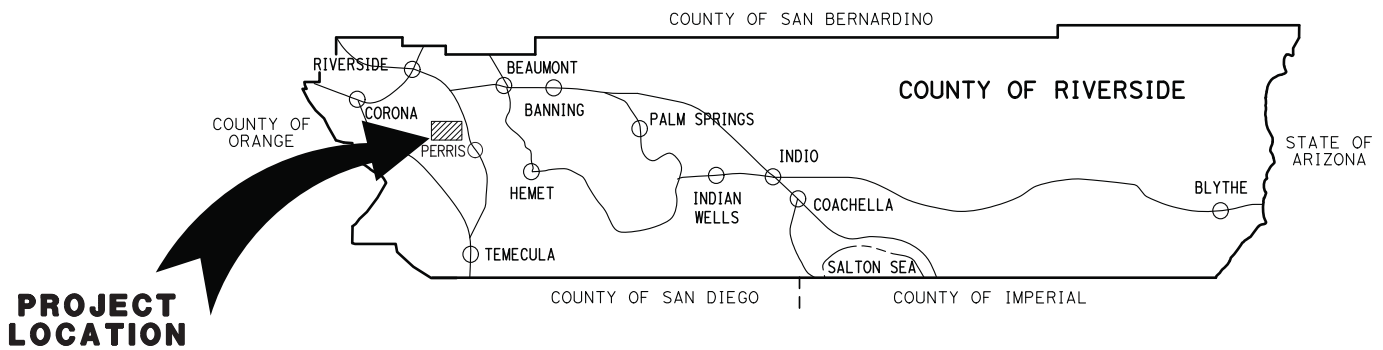 COUNTY OF SAN BERNARDINO
RIVERSIDE
BEAUMONT
COUNTY OF RIVERSIDE
CORONA
BANNING
COUNTY OF
ORANGE
PALM SPRINGS
STATE OF
ARIZONA
PERRIS
INDIO
HEMET
INDIAN
WELLS
BLYTHE
COACHELLA
TEMECULA
SALTON SEA
PROJECT
LOCATION
COUNTY OF SAN DIEGO
COUNTY OF IMPERIAL